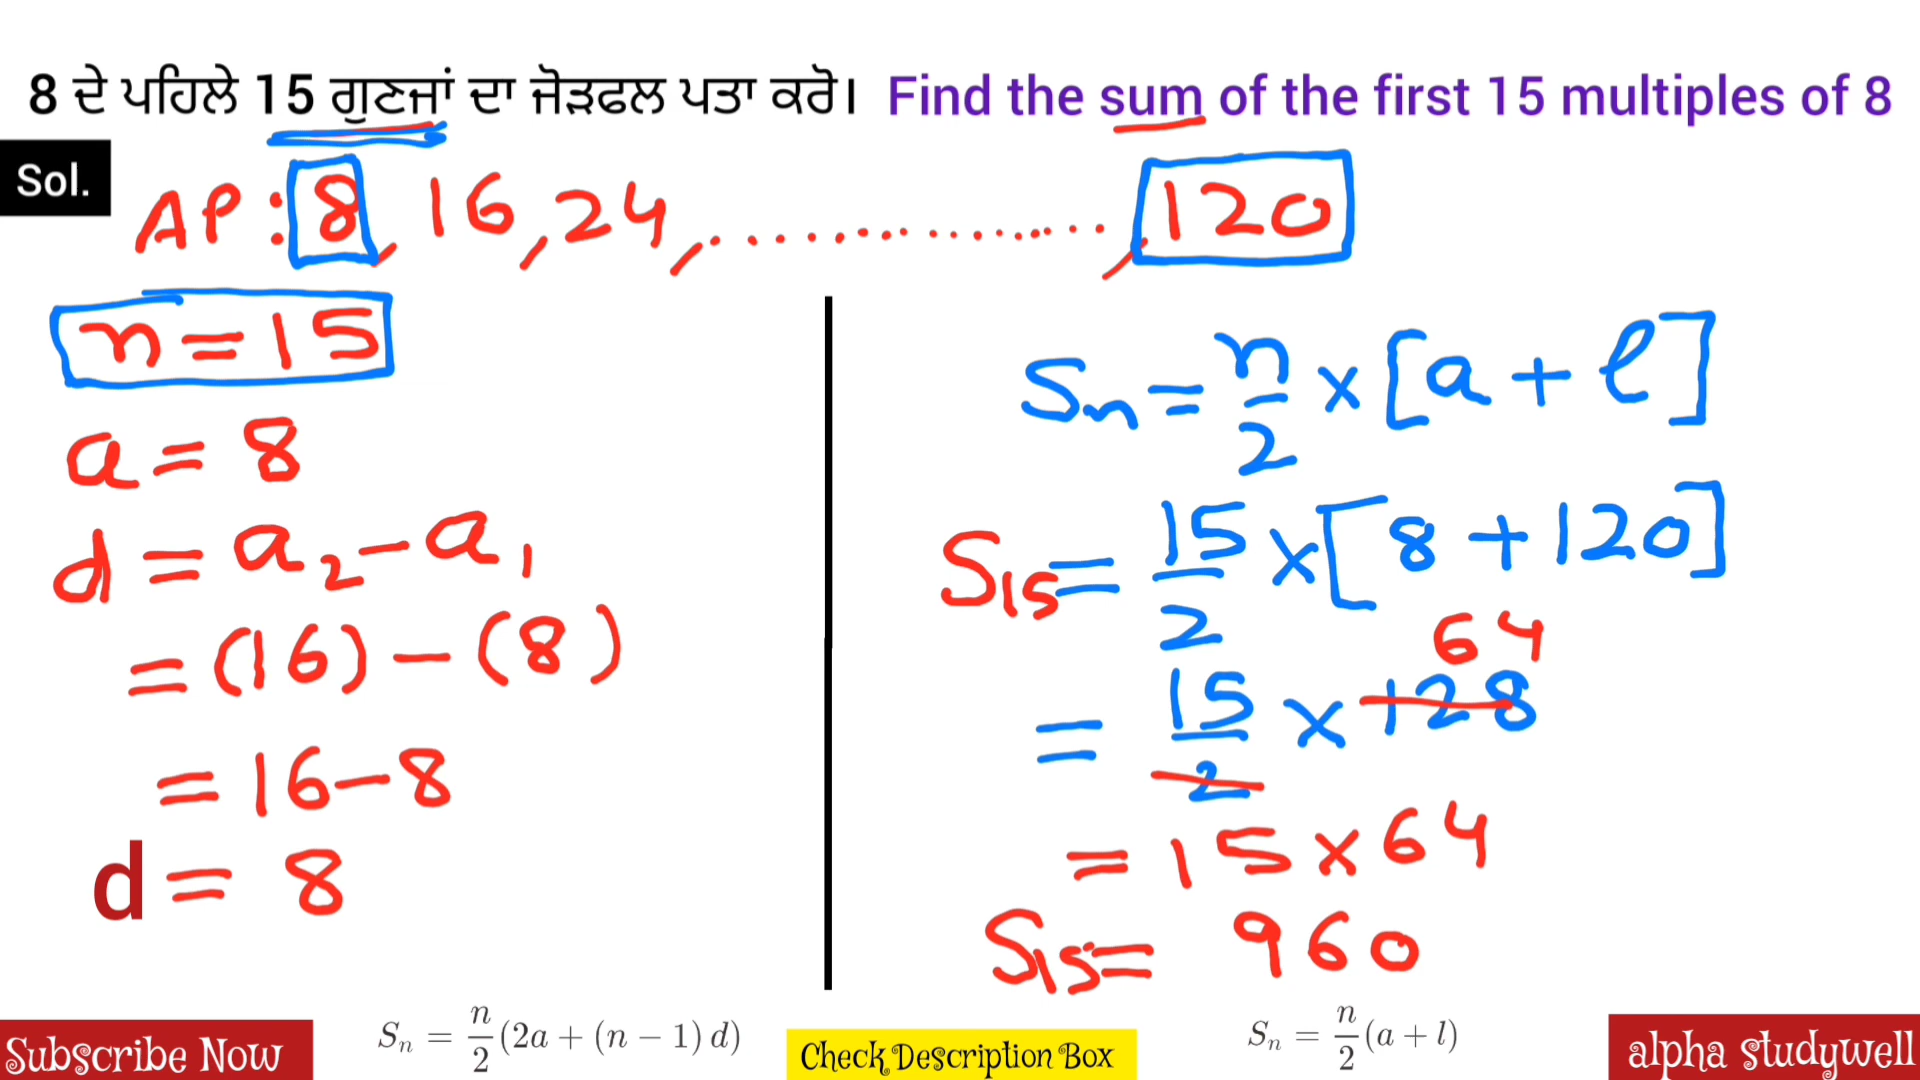 8 ਦੇ ਪਹਿਲੇ 15 ਗੁਣਜਾਂ ਦਾ ਜੋੜਫਲ ਪਤਾ ਕਰੋ। Find the sum of the first 15 multiples of 8
Sol.
AP: 8, 16, 24, ................, 120
n = 15
a = 8
d = a₂ - a₁
= (16) - (8)
= 16 - 8
d = 8
Sₙ = n/2 × [a + l]
S₁₅ = 15/2 × [8 + 120]
64
= 15/2 × 128
= 15 × 64
S₁₅ = 960
Subscribe Now
Sₙ = n/2 (2a + (n − 1) d)
Check Description Box
Sₙ = n/2 (a + l)
alpha studywell